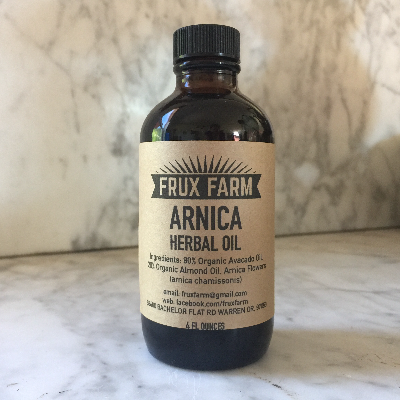 FRUX FARM
ARNICA
HERBAL OIL
Ingredients: 80% Organic Avocado Oil,
20% Organic Almond Oil, Arnica Flowers
(arnica chamissonis)
email: fruxfarm@gmail.com
web: facebook.com/fruxfarm
BACHELOR FLAT RD WARREN OR,
4 FL OUNCES